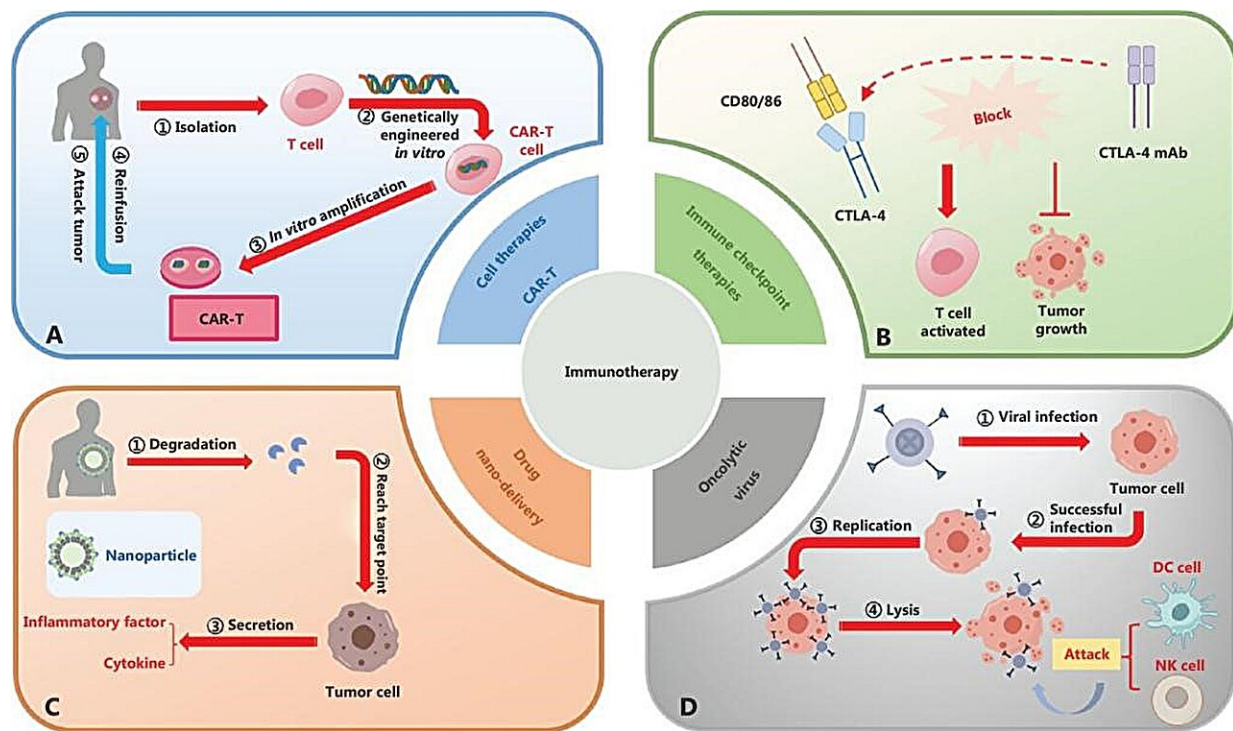 ① Isolation
T cell
② Genetically
engineered
in vitro
CAR-T
cell
③ In vitro amplification
④ Reinfusion
⑤ Attack tumor
CAR-T
A
Cell therapies
CAR-T
CD80/86
Block
CTLA-4 mAb
CTLA-4
T cell
activated
Tumor
growth
B
Immune checkpoint
therapies
Immunotherapy
① Degradation
② Reach target point
Nanoparticle
Inflammatory factor
Cytokine
③ Secretion
Tumor cell
C
Drug
nano-delivery
Oncolytic
virus
① Viral infection
Tumor cell
② Successful
infection
③ Replication
④ Lysis
DC cell
Attack
NK cell
D